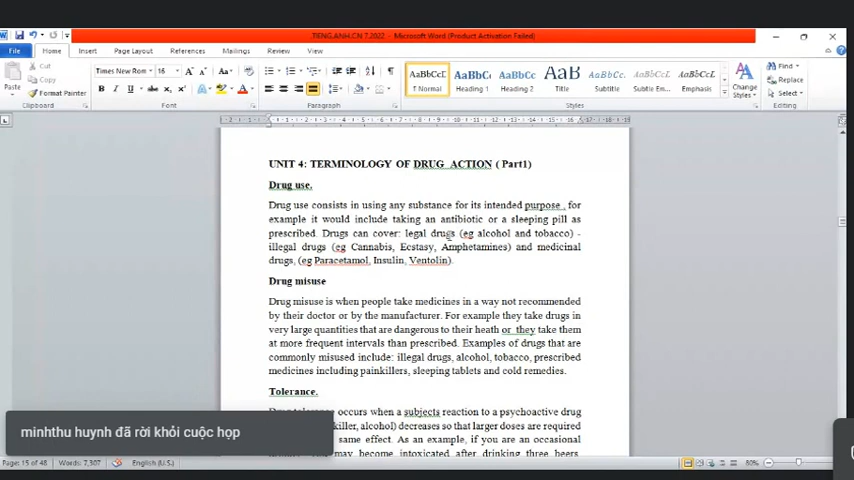 .TIENG.ANH.CN 7.2022 - Microsoft Word (Product Activation Failed)
File Home Insert Page Layout References Mailings Review View
Cut
Copy
Paste
Format Painter
Clipboard
Times New Rom 16
Font
Paragraph
AaBbCcI AaBbCc AaBbCc AaB AaBbCc. AaBbCcI AaBbCcI
¶ Normal Heading 1 Heading 2 Title Subtitle Subtle Em... Emphasis
Change
Styles
Styles
Find
Replace
Select
Editing
UNIT 4: TERMINOLOGY OF DRUG ACTION ( Part1)
Drug use.
Drug use consists in using any substance for its intended purpose , for
example it would include taking an antibiotic or a sleeping pill as
prescribed. Drugs can cover: legal drugs (eg alcohol and tobacco) -
illegal drugs (eg Cannabis, Ecstasy, Amphetamines) and medicinal
drugs, (eg Paracetamol, Insulin, Ventolin).
Drug misuse
Drug misuse is when people take medicines in a way not recommended
by their doctor or by the manufacturer. For example they take drugs in
very large quantities that are dangerous to their heath or they take them
at more frequent intervals than prescribed. Examples of drugs that are
commonly misused include: illegal drugs, alcohol, tobacco, prescribed
medicines including painkillers, sleeping tablets and cold remedies.
Tolerance.
occurs when a subjects reaction to a psychoactive drug
alcohol) decreases so that larger doses are required
same effect. As an example, if you are an occasional
may become intoxicated after drinking three beers.
minhthu huynh đã rời khỏi cuộc họp
Page: 15 of 48 Words: 7,307 English (U.S.) 80%